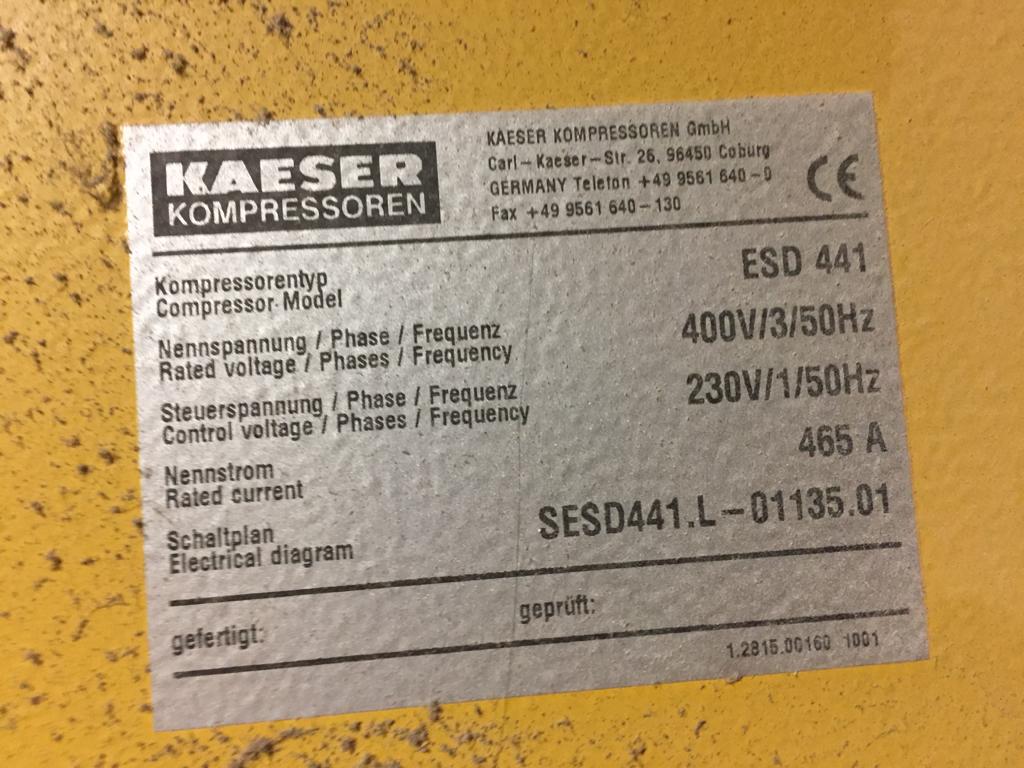 KAESER
KOMPRESSOREN
KAESER KOMPRESSOREN GmbH
Carl-Kaeser-Str. 26, 96450 Coburg
GERMANY Telefon +49 9561 640-0
Fax +49 9561 640-130
CE
Kompressorentyp
Compressor Model
ESD 441
Nennspannung / Phase / Frequenz
Rated voltage / Phases / Frequency
400V/3/50Hz
Steuerspannung / Phase / Frequenz
Control voltage / Phases / Frequency
230V/1/50Hz
Nennstrom
Rated current
465 A
Schaltplan
Electrical diagram
SESD441.L-01135.01
gefertigt:
geprüft:
1.2815.00160 1001